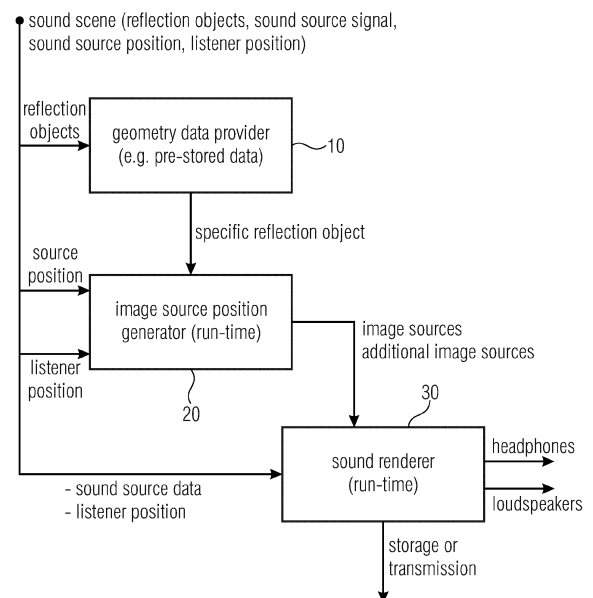 sound scene (reflection objects, sound source signal,
sound source position, listener position)
reflection
objects
geometry data provider
(e.g. pre-stored data)
10
specific reflection object
source
position
image source position
generator (run-time)
image sources
additional image sources
listener
position
20
30
sound renderer
(run-time)
headphones
loudspeakers
- sound source data
- listener position
storage or
transmission